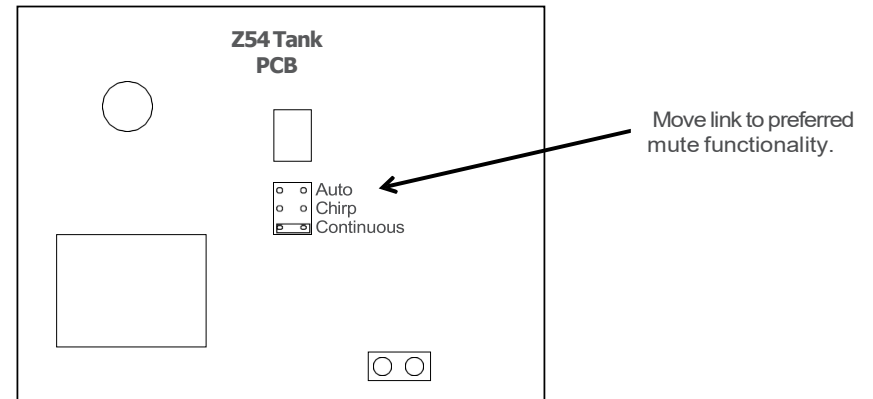 Z54 Tank
PCB
Move link to preferred
mute functionality.
Auto
Chirp
Continuous